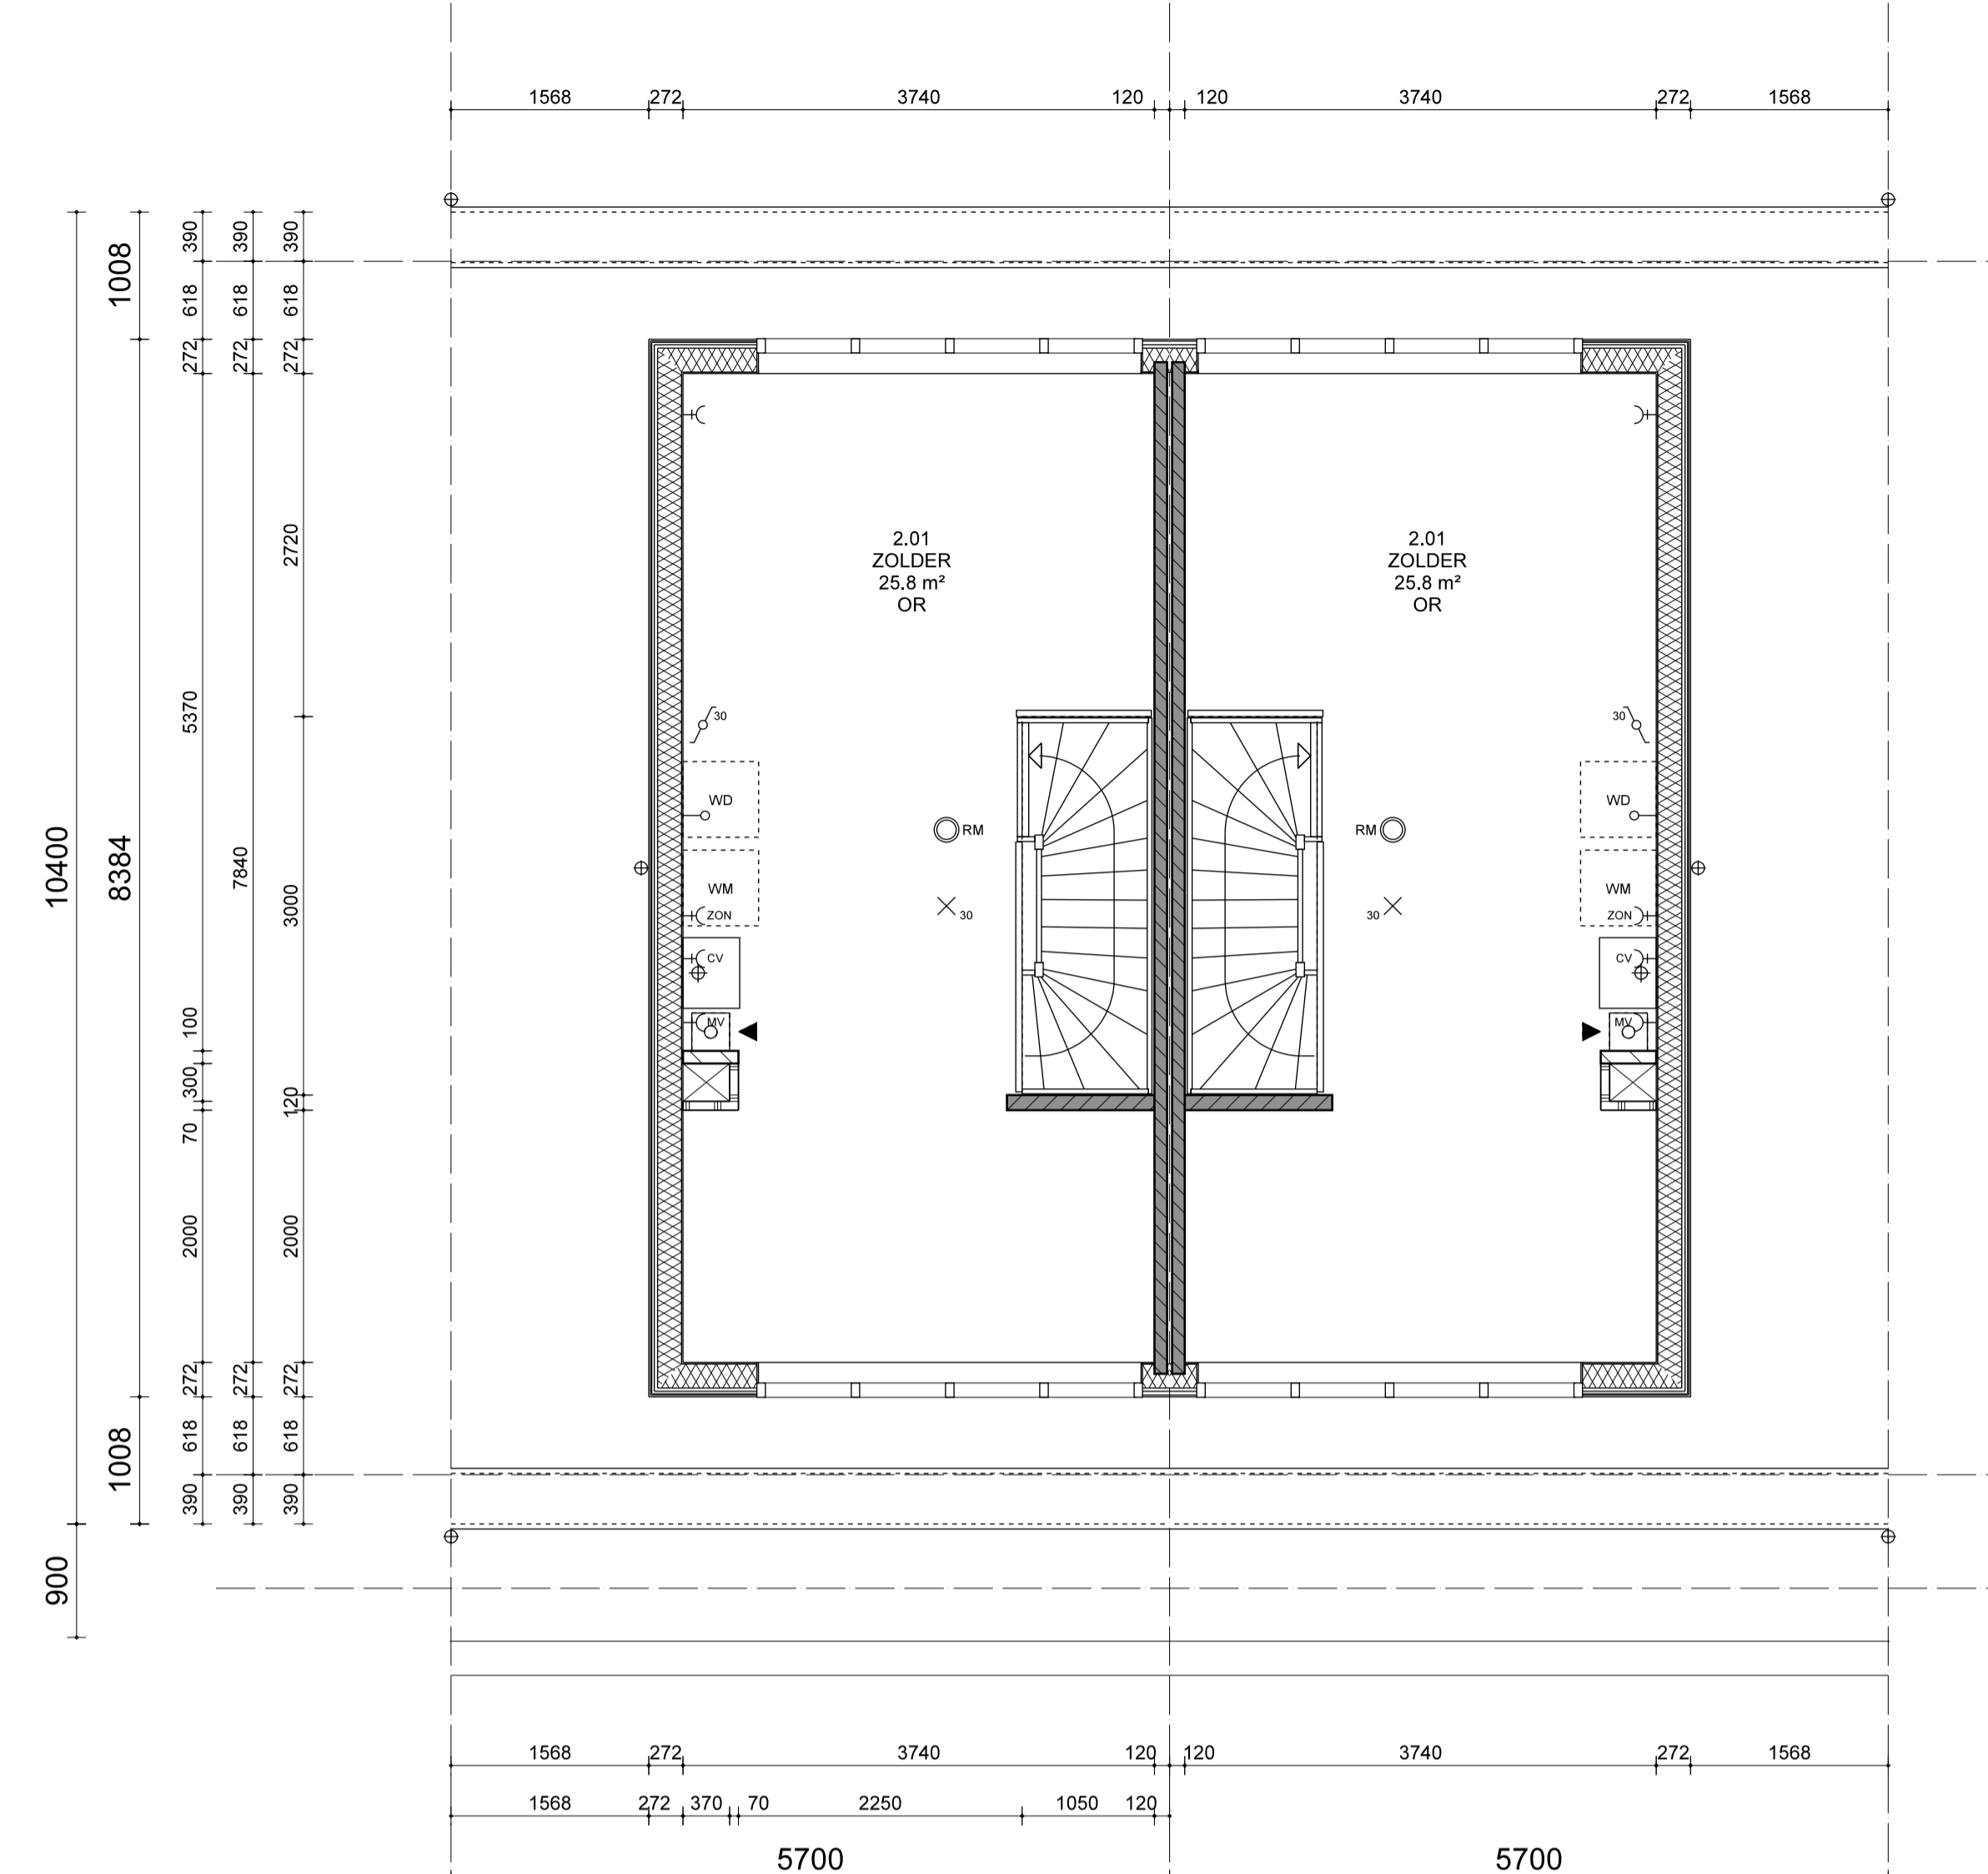 1568 272 3740 120 120 3740 272 1568
390 390 390
1008
618 618 618
272 272 272
2720
2.01 2.01
ZOLDER ZOLDER
25.8 m² 25.8 m²
OR OR
5370
30 30
WD WD
RM RM
10400 8384 7840
WM WM
3000
ZON ZON
30 30
CV CV
100
MV MV
300 120
70
2000 2000
272 272 272
618 618 618
1008
390 390 390
900
1568 272 3740 120 120 3740 272 1568
1568 272 370 70 2250 1050 120
5700 5700